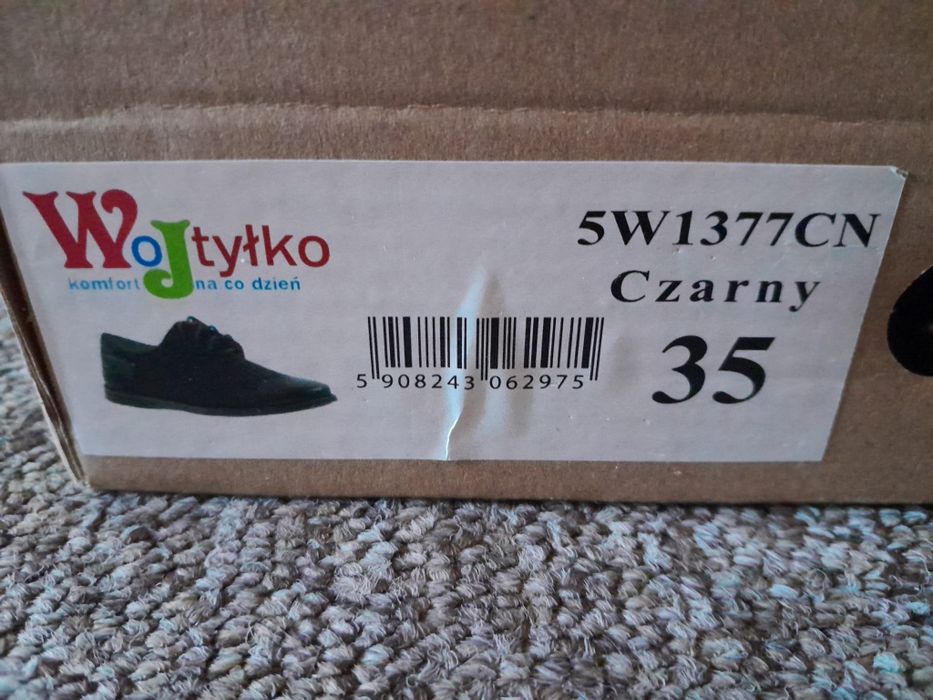 Wojtyłko
komfort na co dzień
5W1377CN
Czarny
35
5 908243 062975